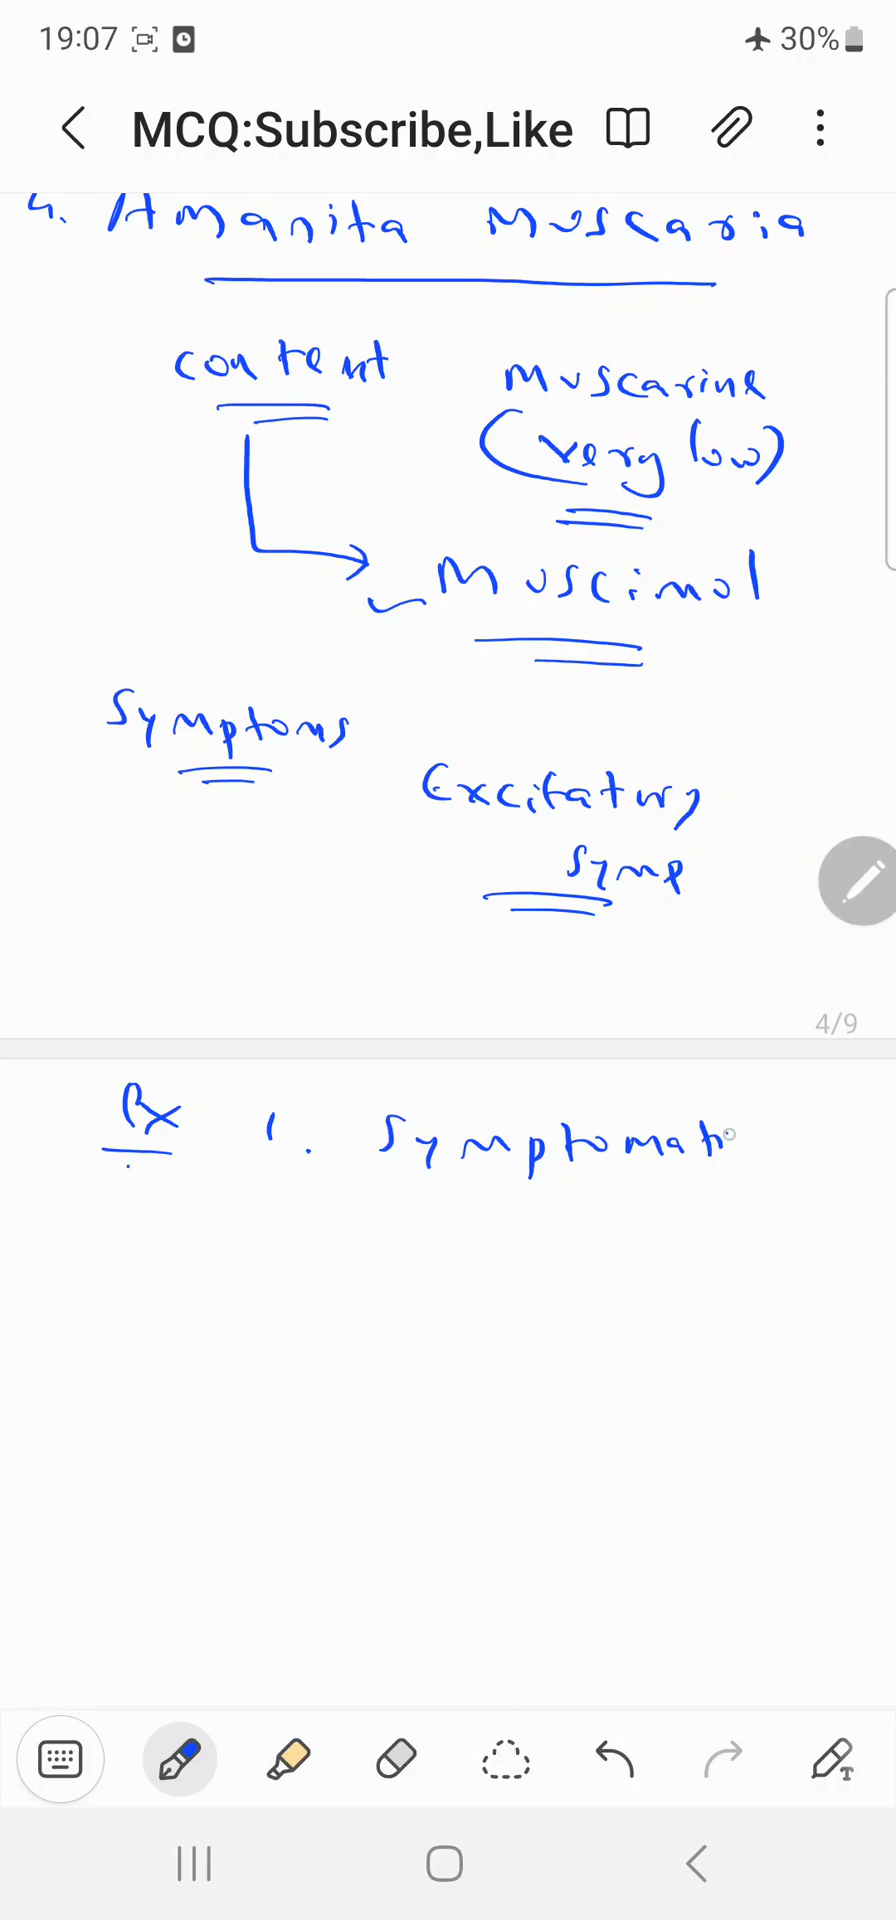 19:07 30%
MCQ:Subscribe,Like
4. Amanita Muscaria
content
Muscarine
(very low)
Muscimol
Symptoms
Excitatory
Symp
4/9
Rx 1. Symptomati
T